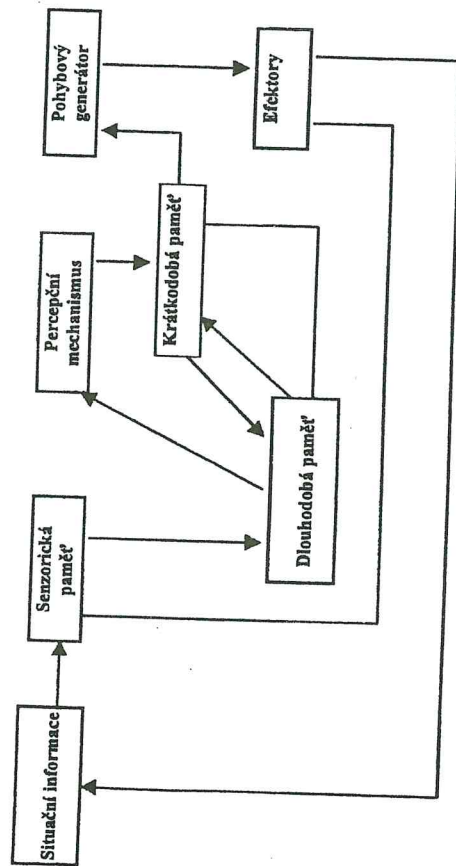 Situační informace
Senzorická
paměť
Percepční
mechanismus
Pohybový
generátor
Krátkodobá paměť
Dlouhodobá paměť
Efektory